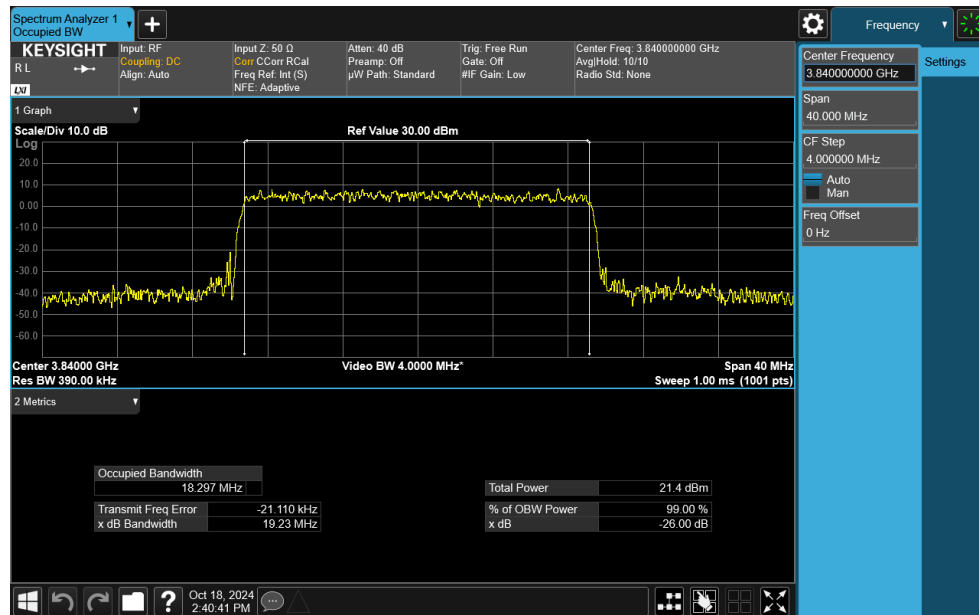 Spectrum Analyzer 1
Occupied BW
Frequency
KEYSIGHT
R L
LXI
Input: RF
Coupling: DC
Align: Auto
Input Z: 50 Ω
Corr CCorr RCal
Freq Ref: Int (S)
NFE: Adaptive
Atten: 40 dB
Preamp: Off
µW Path: Standard
Trig: Free Run
Gate: Off
#IF Gain: Low
Center Freq: 3.840000000 GHz
Avg|Hold: 10/10
Radio Std: None
Center Frequency
3.840000000 GHz
Settings
Span
40.000 MHz
CF Step
4.000000 MHz
Auto
Man
Freq Offset
0 Hz
1 Graph
Scale/Div 10.0 dB
Ref Value 30.00 dBm
Log
20.0
10.0
0.00
-10.0
-20.0
-30.0
-40.0
-50.0
-60.0
Center 3.84000 GHz
Video BW 4.0000 MHz*
Span 40 MHz
Res BW 390.00 kHz
Sweep 1.00 ms (1001 pts)
2 Metrics
Occupied Bandwidth
18.297 MHz
Total Power 21.4 dBm
Transmit Freq Error -21.110 kHz
% of OBW Power 99.00 %
x dB Bandwidth 19.23 MHz
x dB -26.00 dB
?
Oct 18, 2024
2:40:41 PM